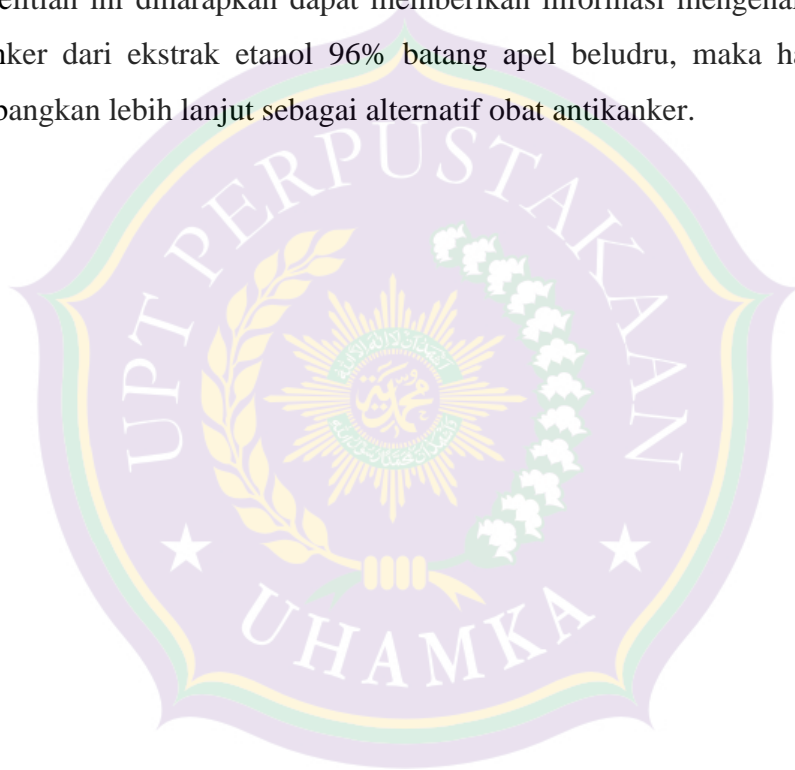 ini diharapkan dapat memberikan informasi mengenai
dari ekstrak etanol 96% batang apel beludru, maka
lebih lanjut sebagai alternatif obat antikanker.
UPT PERPUSTAKAAN
UHAMKA